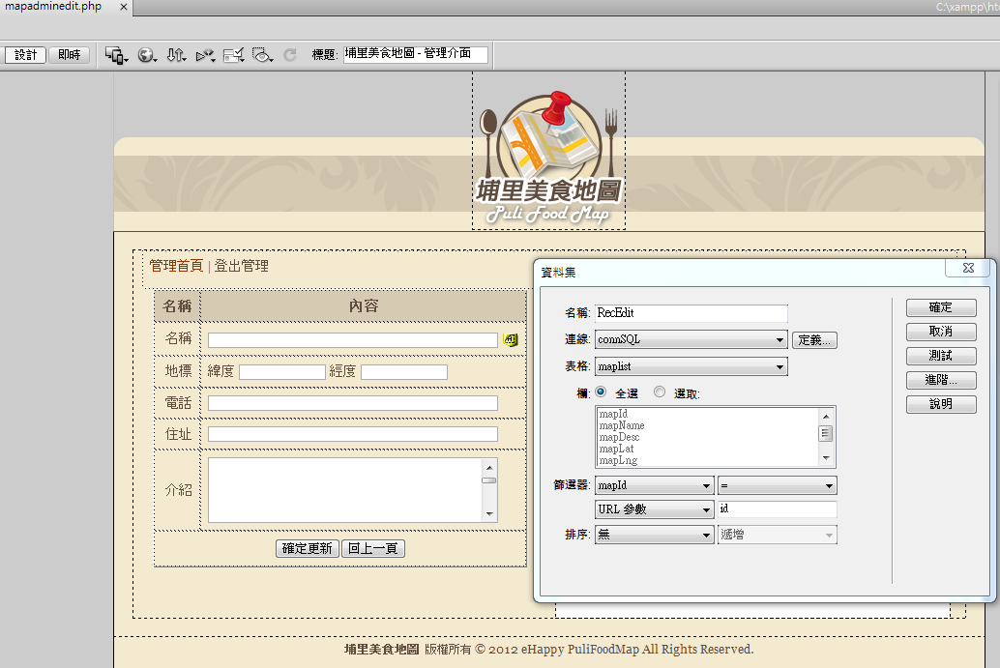 mapadminedit.php ×
C:\xampp\ht
設計 即時 標題: 埔里美食地圖 - 管理介面
埔里美食地圖
Puli Food Map
管理首頁 | 登出管理
名稱 內容
名稱
地標 緯度 經度
電話
住址
介紹
確定更新 回上一頁
資料集
名稱: RecEdit
連線: connSQL 定義...
表格: maplist
欄: 全選 選取:
mapId
mapName
mapDesc
mapLat
mapLng
篩選器: mapId =
URL 參數 id
排序: 無 遞增
確定
取消
測試
進階...
說明
埔里美食地圖 版權所有 © 2012 eHappy PuliFoodMap All Rights Reserved.